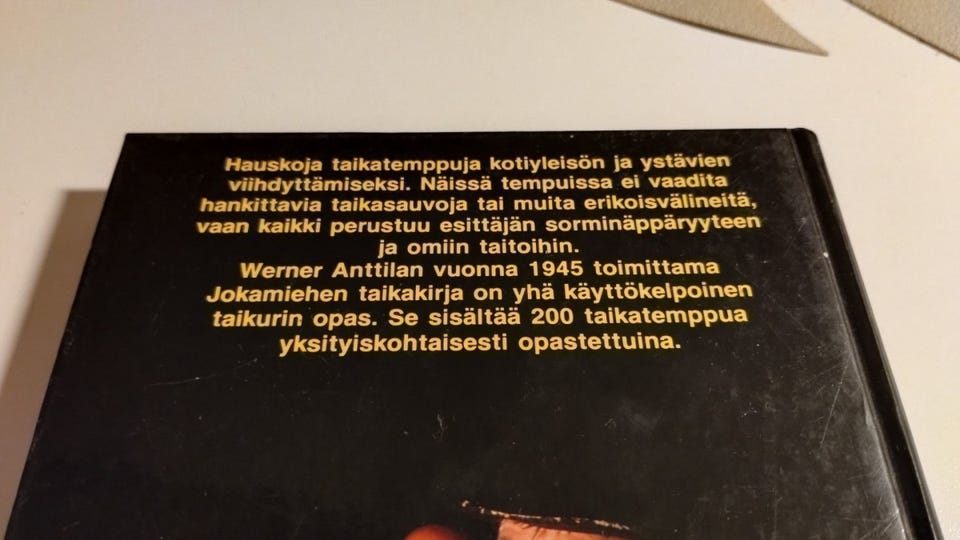 Hauskoja taikatemppuja kotiyleisön ja ystävien
viihdyttämiseksi. Näissä tempuissa ei vaadita
hankittavia taikasauvoja tai muita erikoisvälineitä,
vaan kaikki perustuu esittäjän sorminäppäryyteen
ja omiin taitoihin.
Werner Anttilan vuonna 1945 toimittama
Jokamiehen taikakirja on yhä käyttökelpoinen
taikurin opas. Se sisältää 200 taikatemppua
yksityiskohtaisesti opastettuina.